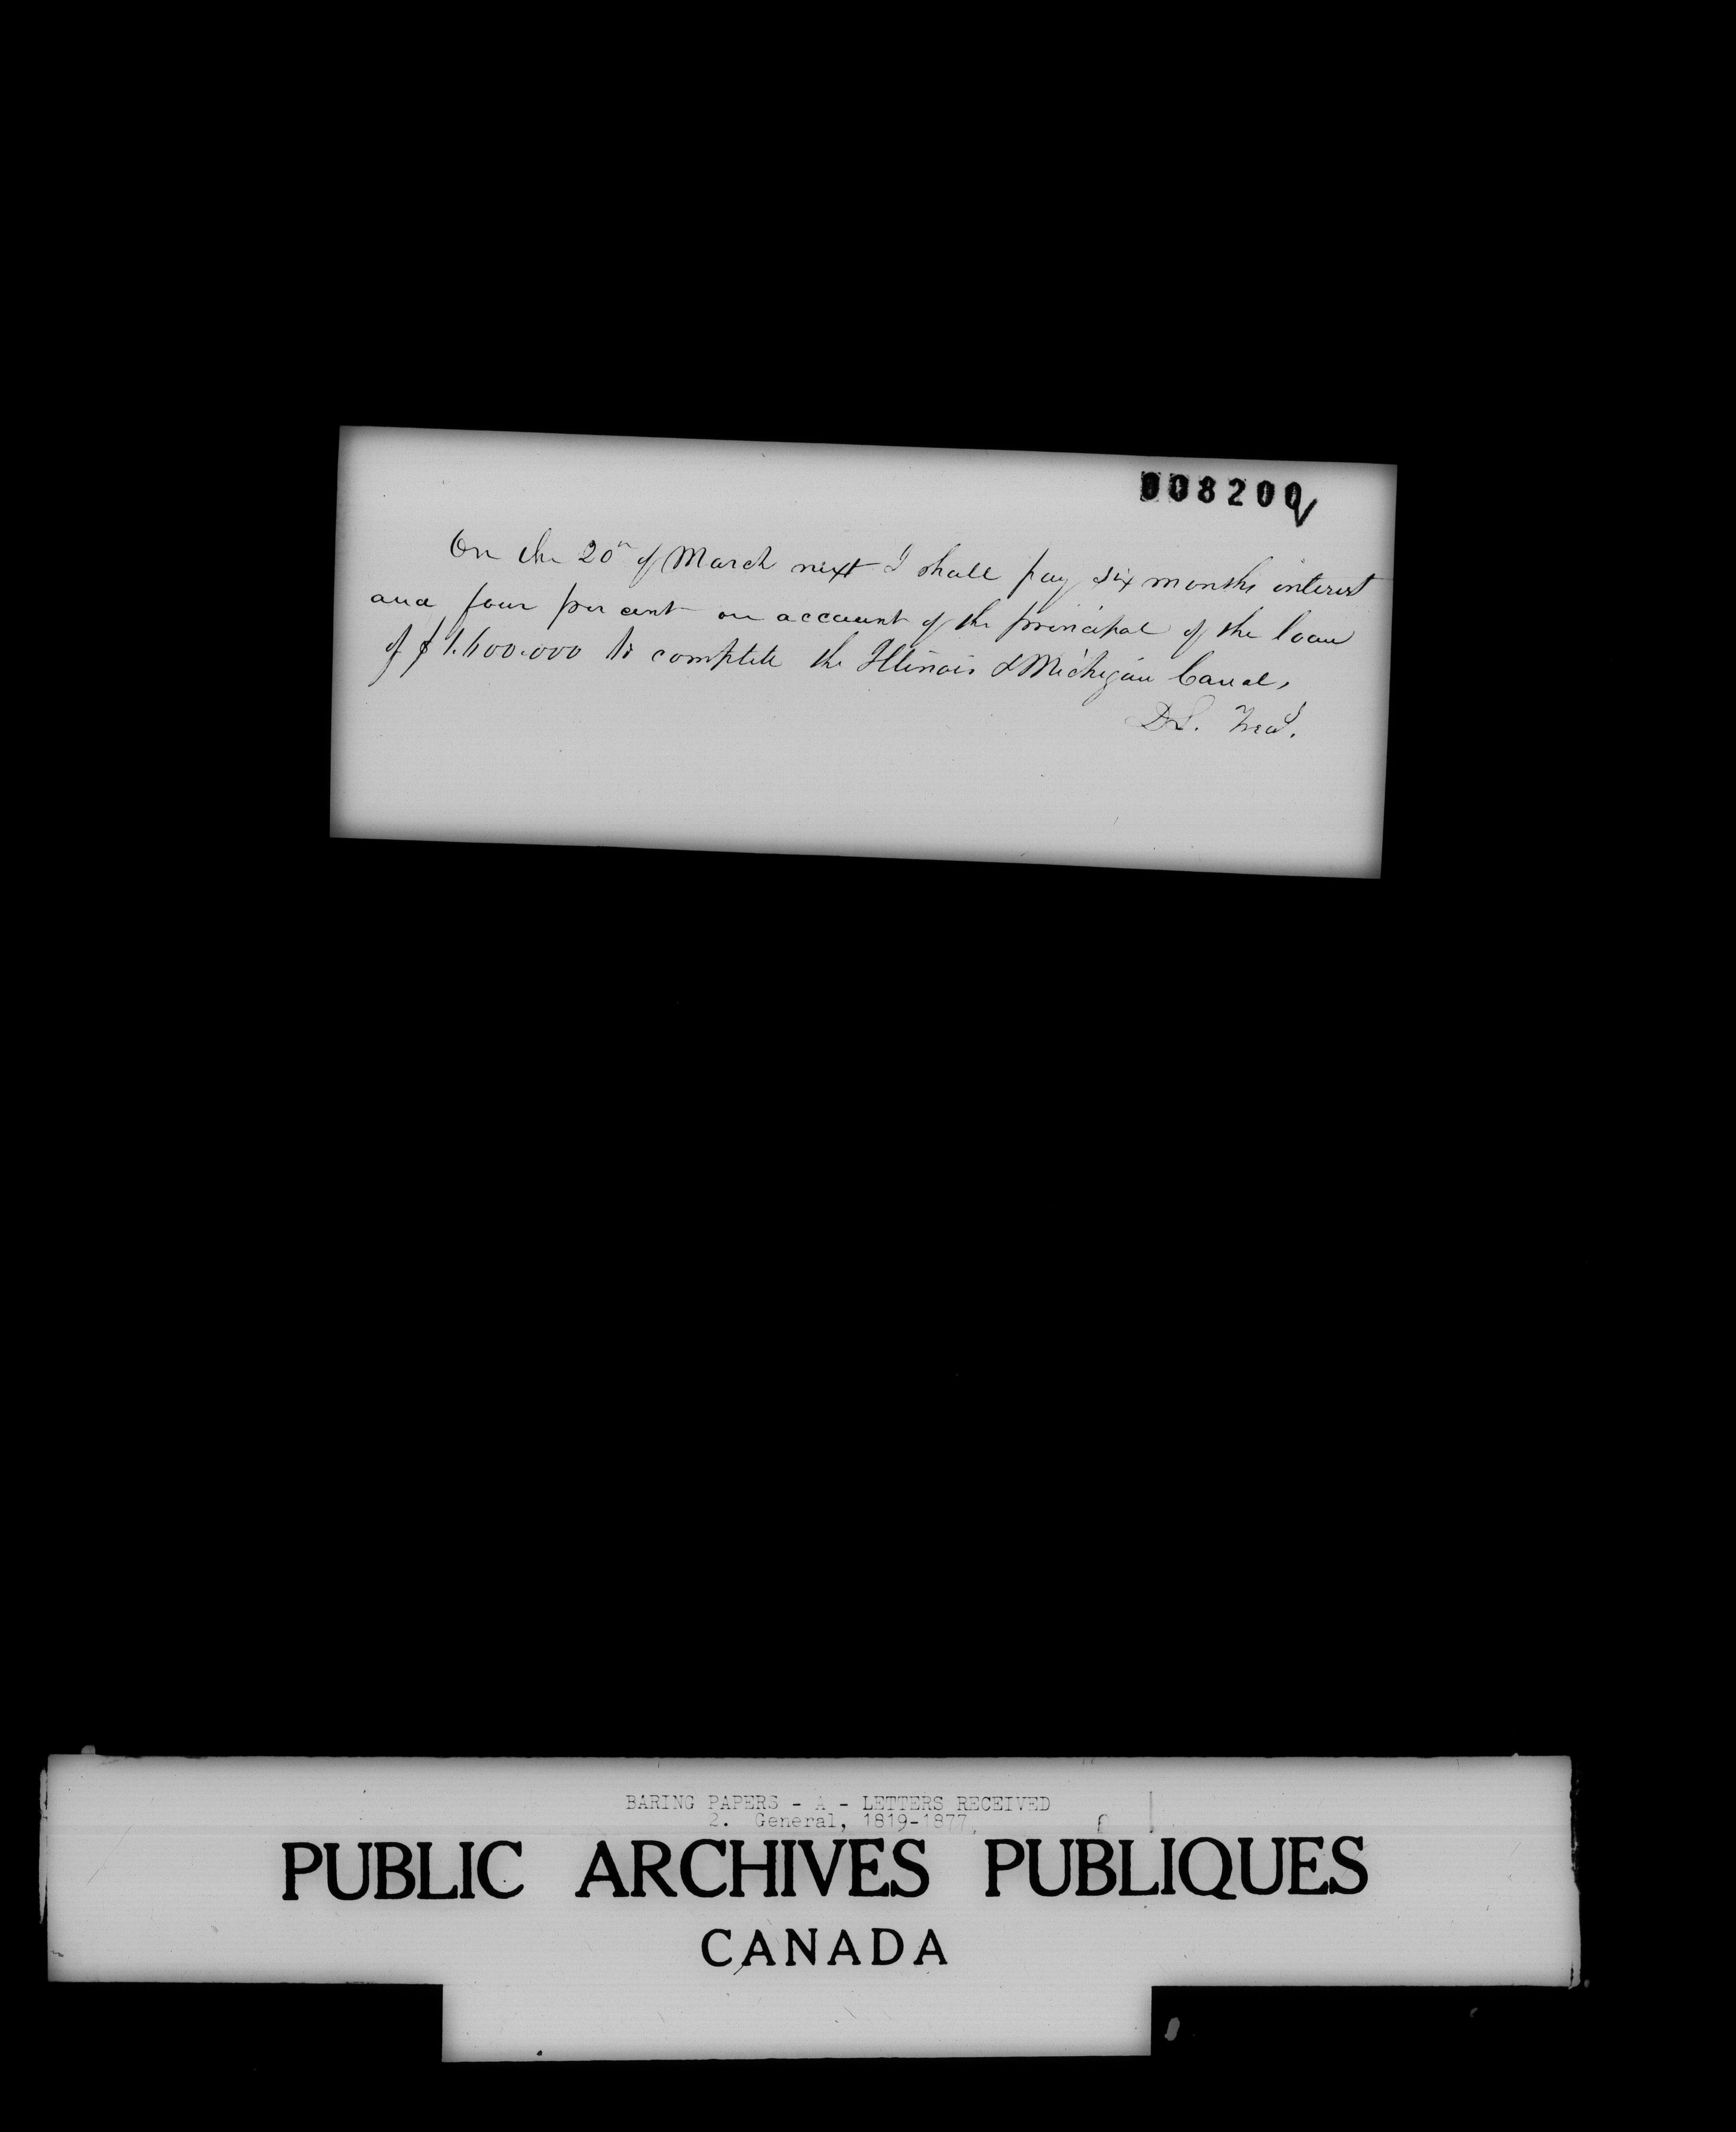 008200
On the 20th of March next I shall pay six months interest
and four per cent on account of the principal of the loan
of $1.600.000 to complete the Illinois & Michigan Canal,
Trea.
BARING PAPERS - A - LETTERS RECEIVED
2. General, 1819-1877.
PUBLIC ARCHIVES PUBLIQUES
CANADA